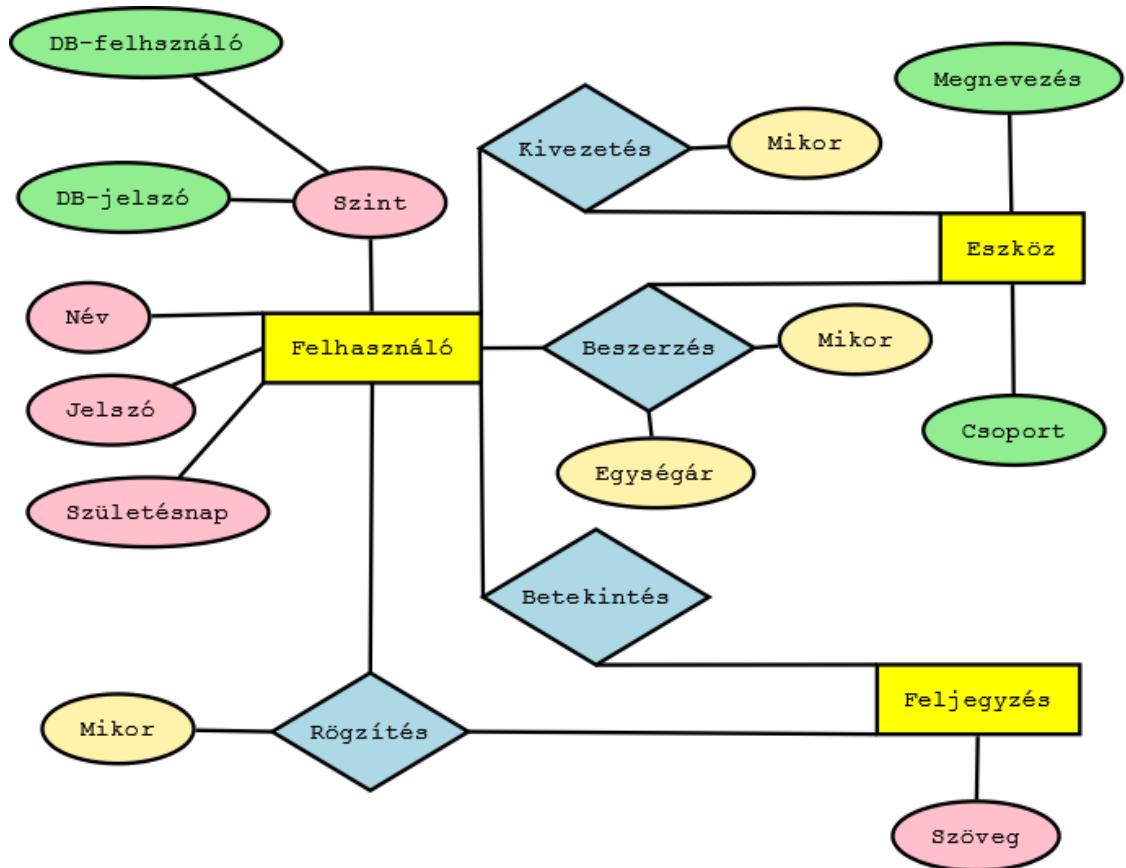 DB-felhsználó
Megnevezés
Kivezetés
Mikor
DB-jelszó
Szint
Eszköz
Név
Felhasználó
Beszerzés
Mikor
Jelszó
Csoport
Egységár
Születésnap
Betekintés
Feljegyzés
Mikor
Rögzítés
Szöveg